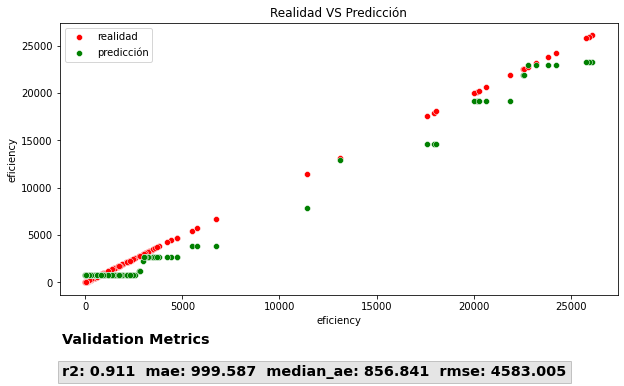 Realidad VS Predicción
realidad
predicción
eficiency
25000
20000
15000
10000
5000
0
0
5000
10000
15000
20000
25000
eficiency
Validation Metrics
r2: 0.911 mae: 999.587 median_ae: 856.841 rmse: 4583.005